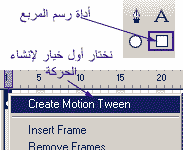 أداة رسم المربع
A
نختار أول خيار لإنشاء
الحركة
1 5 10 15 20
Create Motion Tween
Insert Frame
Remove Frames